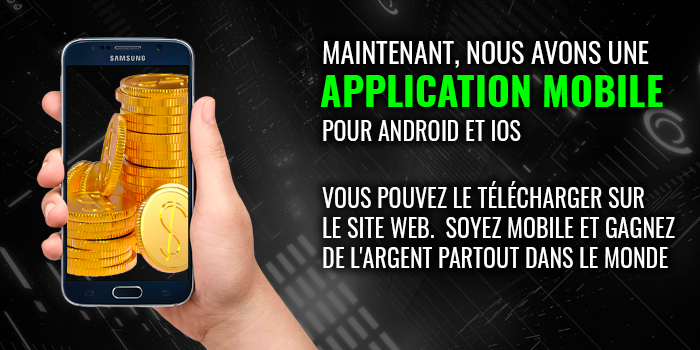 SAMSUNG
MAINTENANT, NOUS AVONS UNE
APPLICATION MOBILE
POUR ANDROID ET IOS
VOUS POUVEZ LE TÉLÉCHARGER SUR
LE SITE WEB. SOYEZ MOBILE ET GAGNEZ
DE L'ARGENT PARTOUT DANS LE MONDE